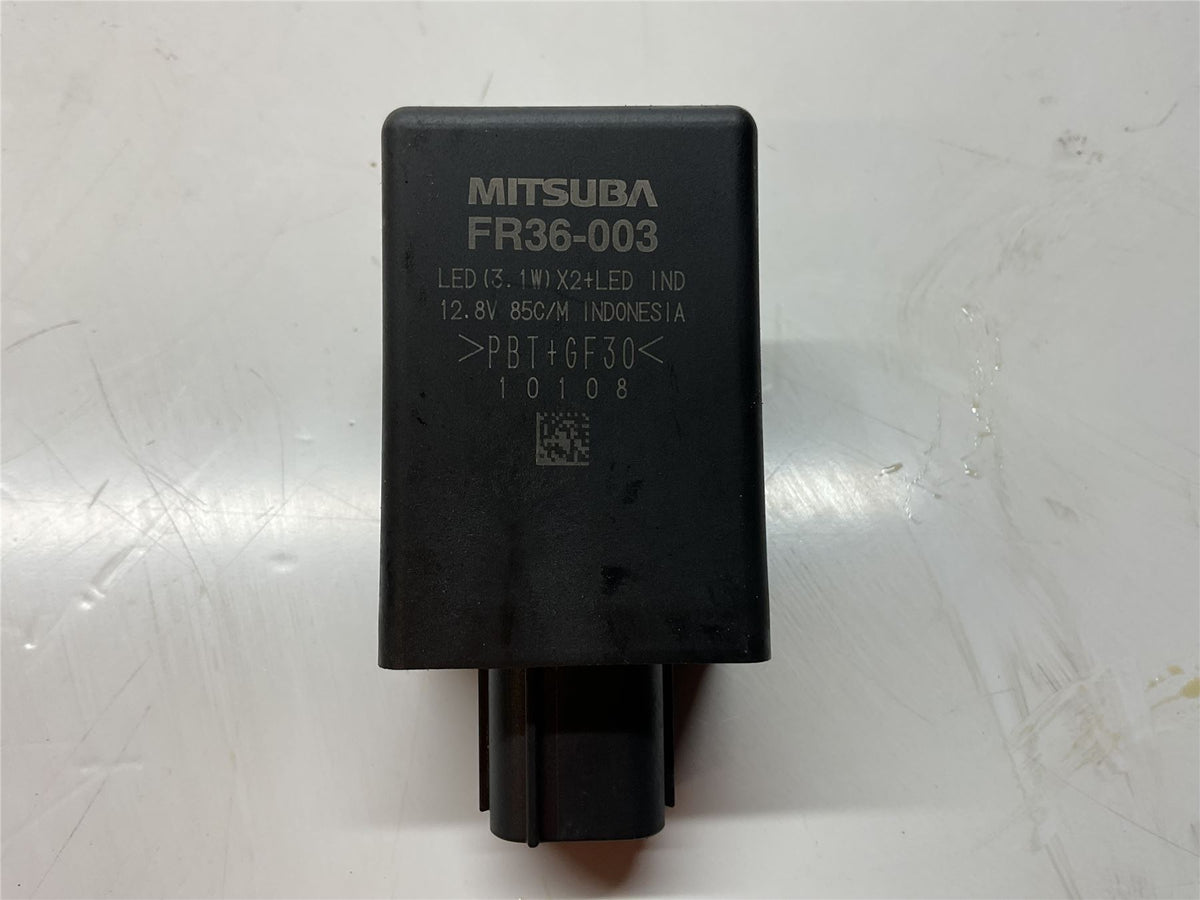 MITSUBA
FR36-003
LED(3.1W)X2+LED IND
12.8V 85C/M INDONESIA
>PBT+GF30<
10108